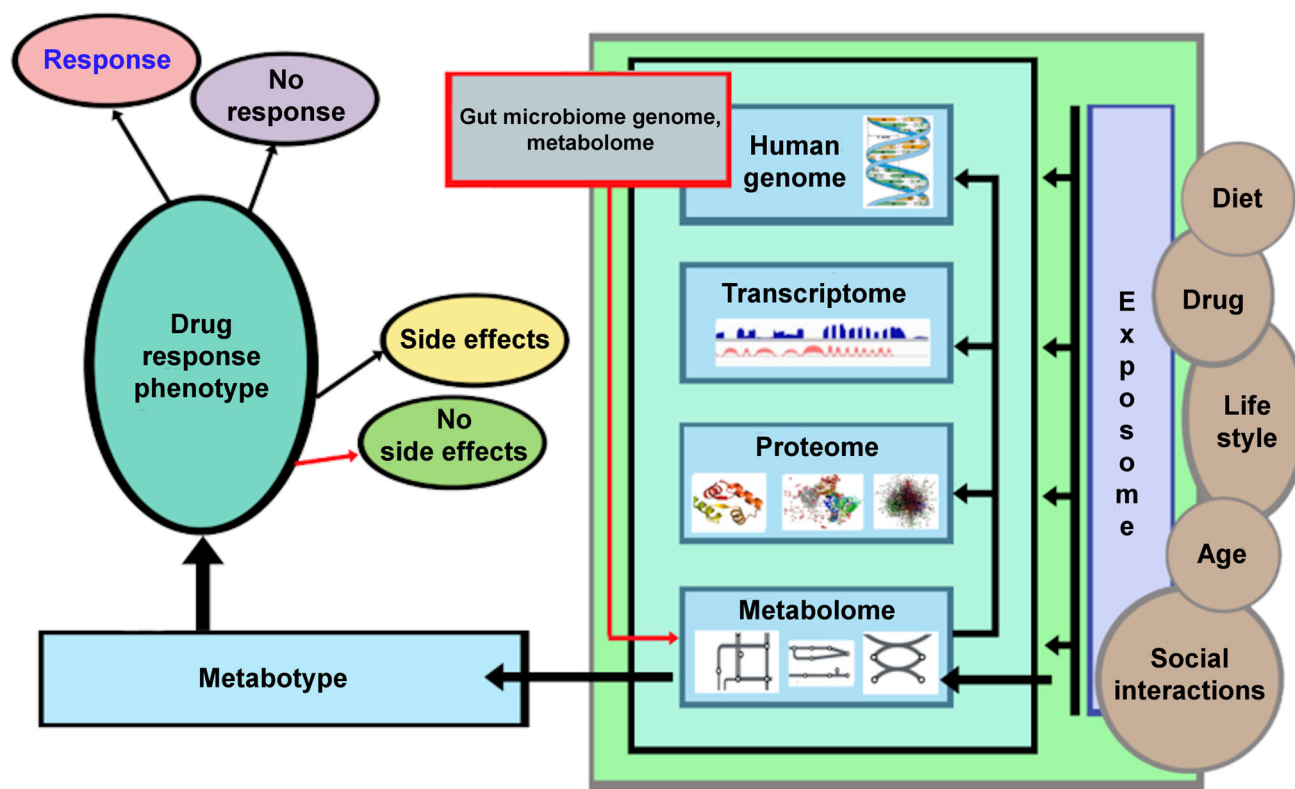 Response
No
response
Drug
response
phenotype
Side effects
No
side effects
Metabotype
Gut microbiome genome,
metabolome
Human
genome
Transcriptome
Proteome
Metabolome
Exposome
Diet
Drug
Life
style
Age
Social
interactions